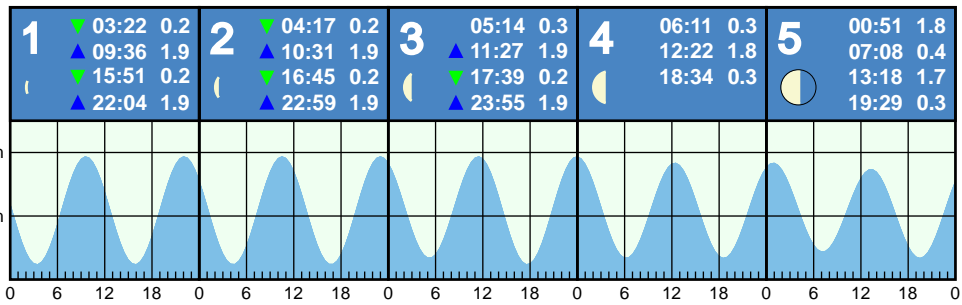 1
▼ 03:22 0.2
▲ 09:36 1.9
▼ 15:51 0.2
▲ 22:04 1.9
2
▼ 04:17 0.2
▲ 10:31 1.9
▼ 16:45 0.2
▲ 22:59 1.9
3
05:14 0.3
▲ 11:27 1.9
▼ 17:39 0.2
▲ 23:55 1.9
4
06:11 0.3
12:22 1.8
18:34 0.3
5
00:51 1.8
07:08 0.4
13:18 1.7
19:29 0.3
m
m
0 6 12 18 0 6 12 18 0 6 12 18 0 6 12 18 0 6 12 18 0